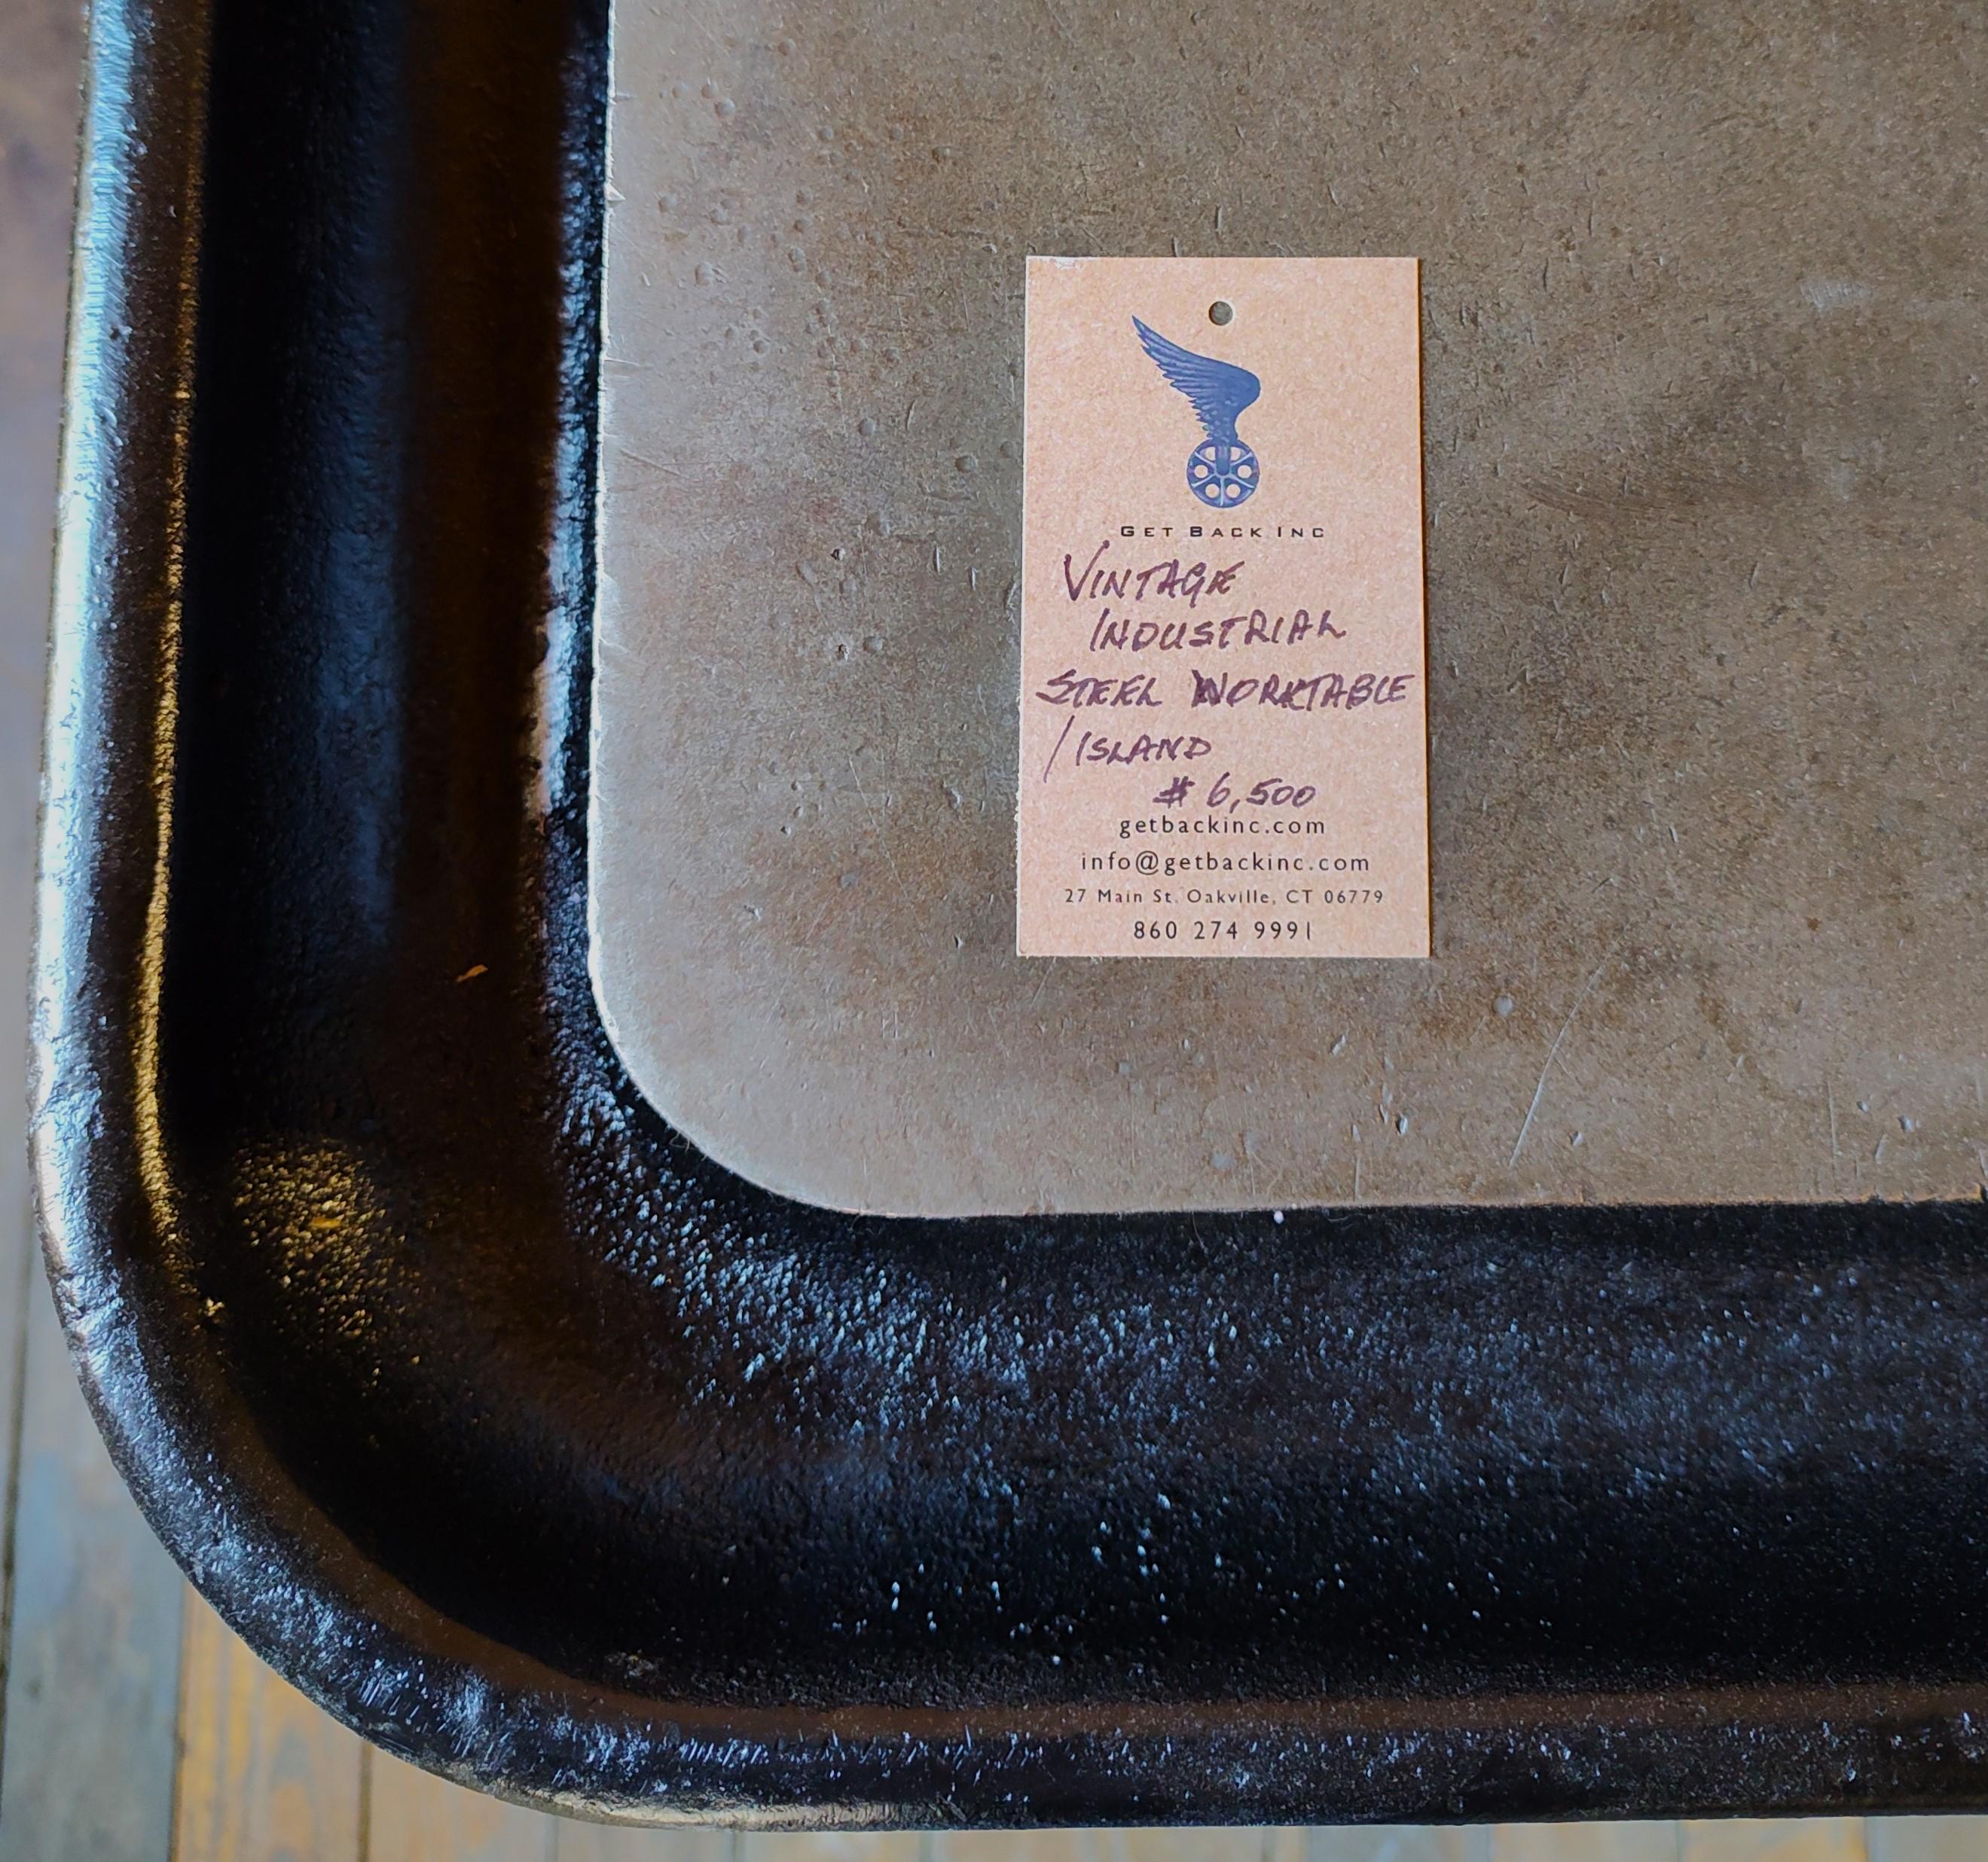 GET BACK INC
VINTAGE
INDUSTRIAL
STEEL WORKTABLE
/ISLAND
# 6,500
getbackinc.com
info@getbackinc.com
27 Main St, Oakville, CT 06779
860 274 9991